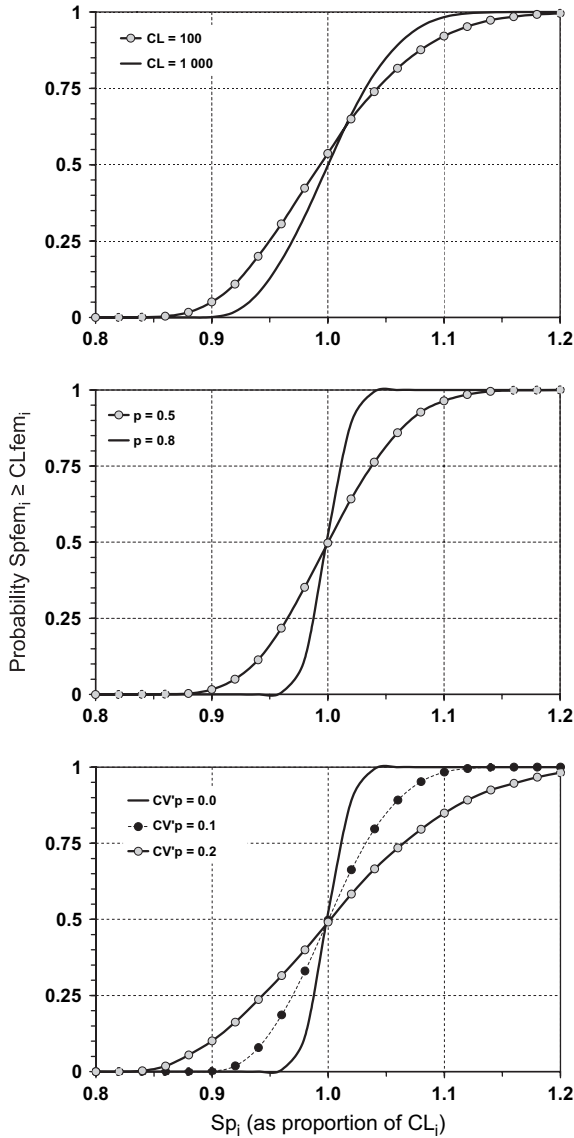 1
CL = 100
CL = 1 000
0.75
0.5
0.25
0
0.8 0.9 1.0 1.1 1.2
1
p = 0.5
p = 0.8
0.75
0.5
0.25
0
0.8 0.9 1.0 1.1 1.2
Probability Spfemᵢ ≥ CLfemᵢ
1
CV'p = 0.0
CV'p = 0.1
CV'p = 0.2
0.75
0.5
0.25
0
0.8 0.9 1.0 1.1 1.2
Spᵢ (as proportion of CLᵢ)